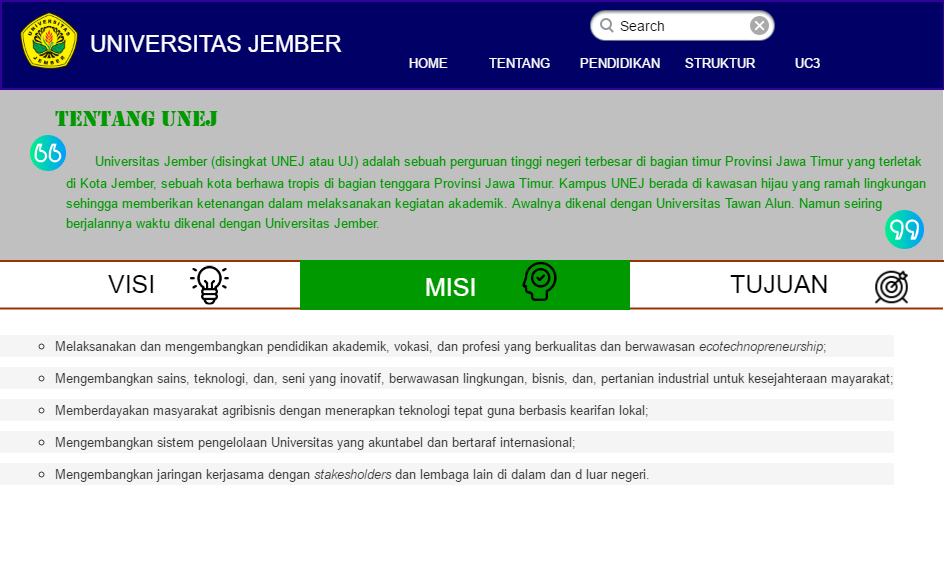 UNIVERSITAS JEMBER
UNIVERSITAS JEMBER
Search
HOME TENTANG PENDIDIKAN STRUKTUR UC3
TENTANG UNEJ
Universitas Jember (disingkat UNEJ atau UJ) adalah sebuah perguruan tinggi negeri terbesar di bagian timur Provinsi Jawa Timur yang terletak
di Kota Jember, sebuah kota berhawa tropis di bagian tenggara Provinsi Jawa Timur. Kampus UNEJ berada di kawasan hijau yang ramah lingkungan
sehingga memberikan ketenangan dalam melaksanakan kegiatan akademik. Awalnya dikenal dengan Universitas Tawan Alun. Namun seiring
berjalannya waktu dikenal dengan Universitas Jember.
VISI MISI TUJUAN
Melaksanakan dan mengembangkan pendidikan akademik, vokasi, dan profesi yang berkualitas dan berwawasan ecotechnopreneurship;
Mengembangkan sains, teknologi, dan, seni yang inovatif, berwawasan lingkungan, bisnis, dan, pertanian industrial untuk kesejahteraan mayarakat;
Memberdayakan masyarakat agribisnis dengan menerapkan teknologi tepat guna berbasis kearifan lokal;
Mengembangkan sistem pengelolaan Universitas yang akuntabel dan bertaraf internasional;
Mengembangkan jaringan kerjasama dengan stakesholders dan lembaga lain di dalam dan d luar negeri.